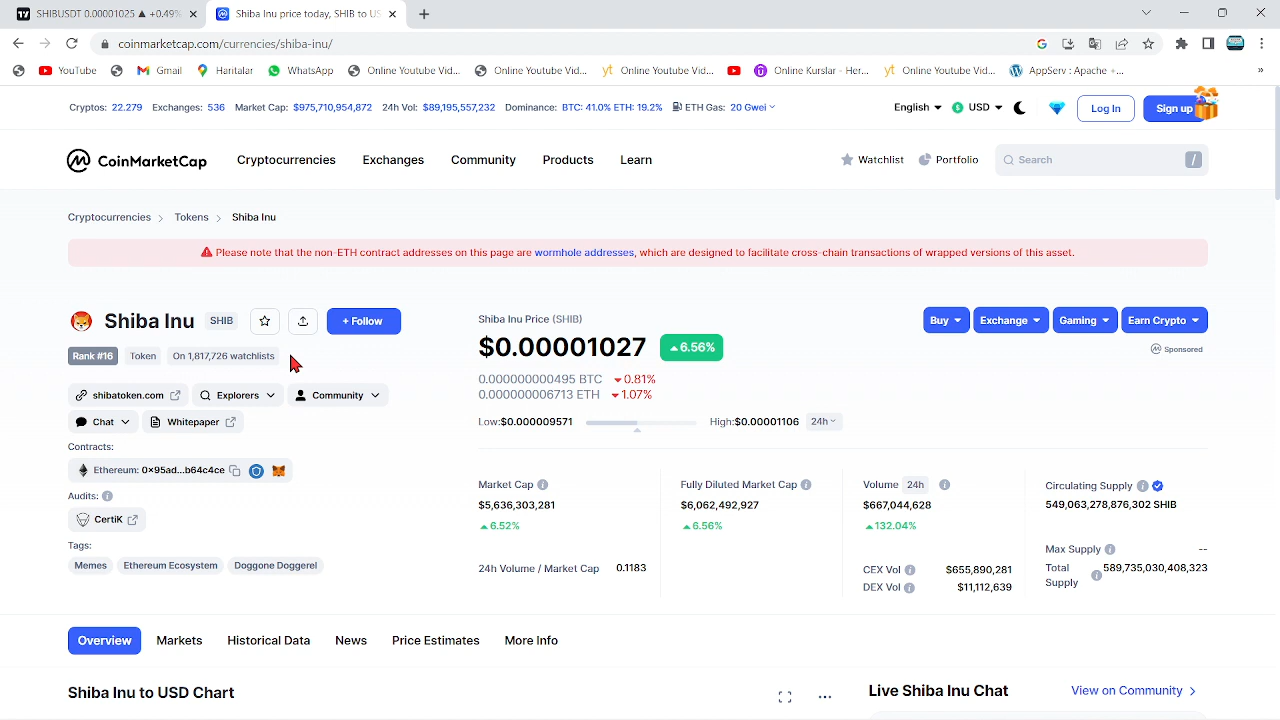 SHIBUSDT 0.00001025 ▲ +0.49%
Shiba Inu price today, SHIB to US
coinmarketcap.com/currencies/shiba-inu/
YouTube Gmail Haritalar WhatsApp Online Youtube Vid... Online Youtube Vid... Online Youtube Vid... Online Kurslar - Her... Online Youtube Vid... AppServ : Apache +... »
Cryptos: 22.279 Exchanges: 536 Market Cap: $975,710,954,872 24h Vol: $89,195,557,232 Dominance: BTC: 41.0% ETH: 19.2% ETH Gas: 20 Gwei English USD Log In Sign up
CoinMarketCap Cryptocurrencies Exchanges Community Products Learn Watchlist Portfolio Search /
Cryptocurrencies > Tokens > Shiba Inu
Please note that the non-ETH contract addresses on this page are wormhole addresses, which are designed to facilitate cross-chain transactions of wrapped versions of this asset.
Shiba Inu SHIB + Follow
Rank #16 Token On 1,817,726 watchlists
shibatoken.com Explorers Community
Chat Whitepaper
Contracts:
Ethereum: 0x95ad...b64c4ce
Audits:
CertiK
Tags:
Memes Ethereum Ecosystem Doggone Doggerel
Shiba Inu Price (SHIB)
$0.00001027 6.56%
0.000000000495 BTC 0.81%
0.000000006713 ETH 1.07%
Low:$0.000009571 High:$0.00001106 24h
Buy Exchange Gaming Earn Crypto
Sponsored
Market Cap
$5,636,303,281
6.52%
24h Volume / Market Cap 0.1183
Fully Diluted Market Cap
$6,062,492,927
6.56%
Volume 24h
$667,044,628
132.04%
CEX Vol $655,890,281
DEX Vol $11,112,639
Circulating Supply
549,063,278,876,302 SHIB
Max Supply --
Total 589,735,030,408,323
Supply
Overview Markets Historical Data News Price Estimates More Info
Shiba Inu to USD Chart
Live Shiba Inu Chat View on Community